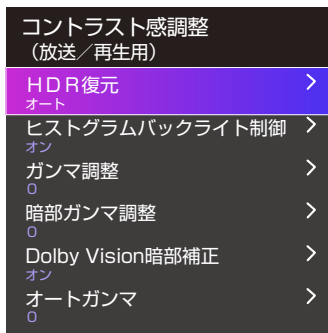 コントラスト感調整
(放送／再生用)
ＨＤＲ復元
オート
ヒストグラムバックライト制御
オン
ガンマ調整
0
暗部ガンマ調整
0
Dolby Vision暗部補正
オン
オートガンマ
0